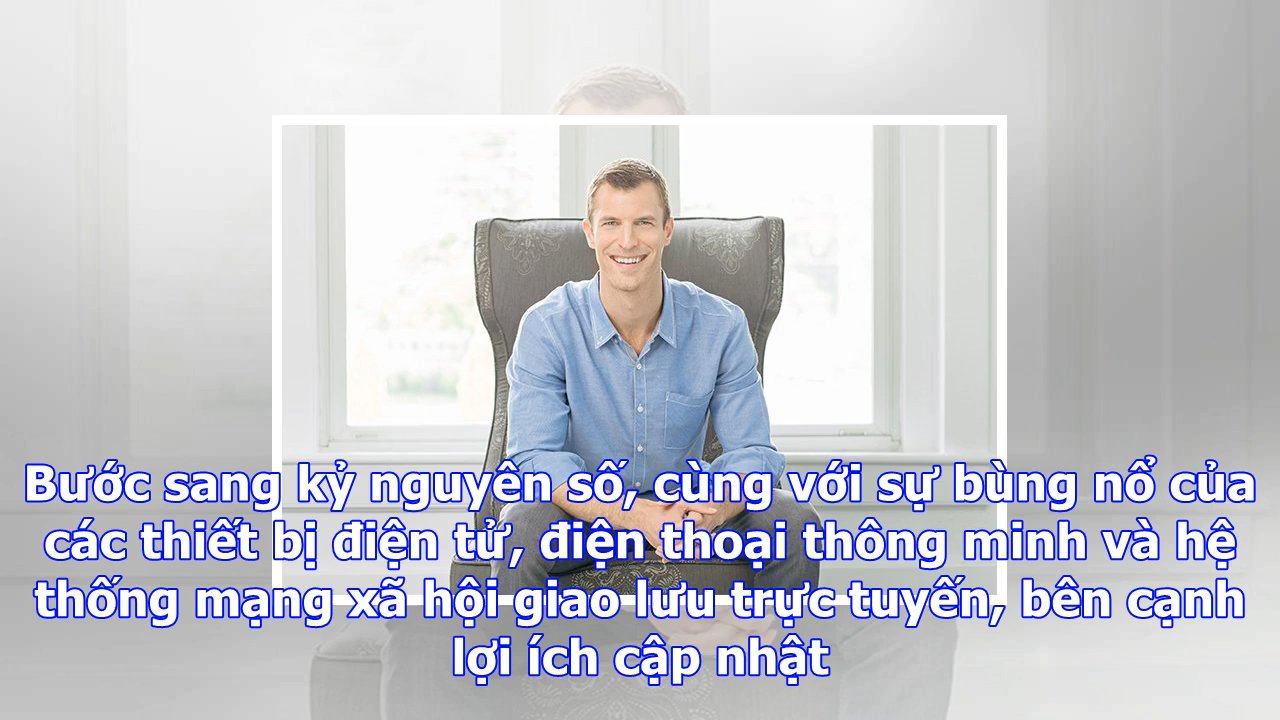 Bước sang kỷ nguyên số, cùng với sự bùng nổ của
các thiết bị điện tử, điện thoại thông minh và hệ
thống mạng xã hội giao lưu trực tuyến, bên cạnh
lợi ích cập nhật